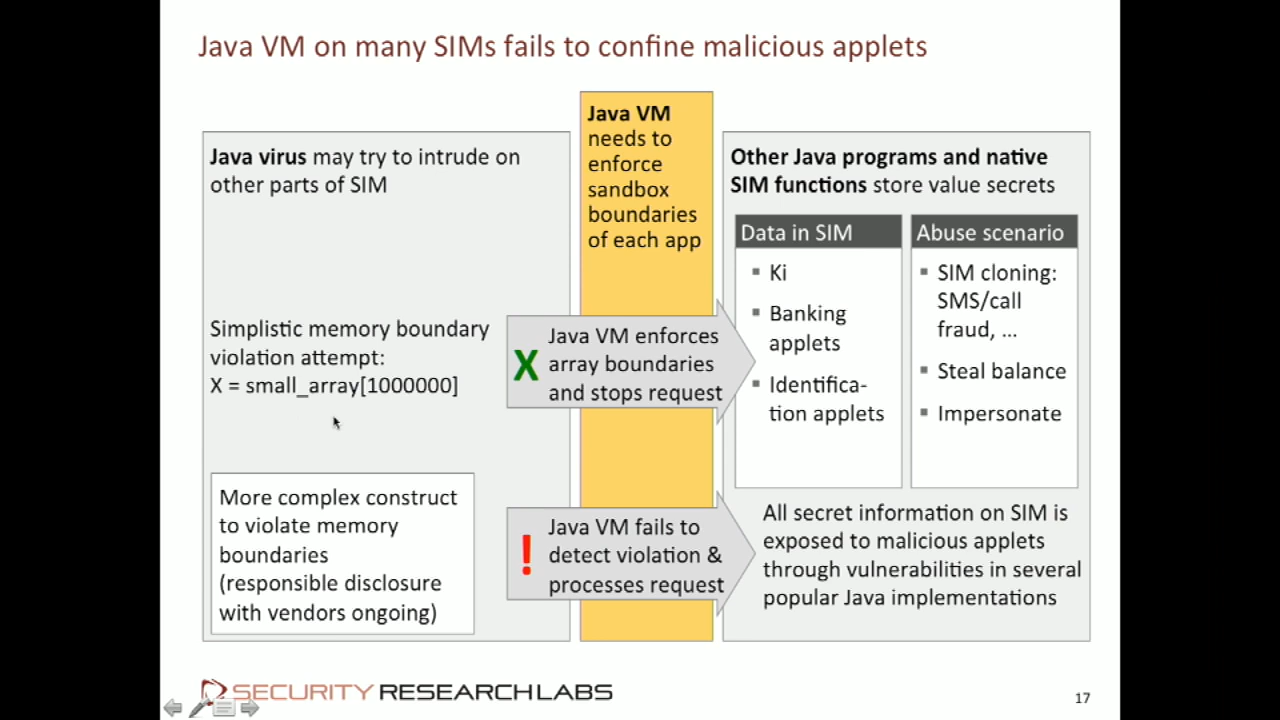 Java VM on many SIMs fails to confine malicious applets
Java virus may try to intrude on
other parts of SIM
Simplistic memory boundary
violation attempt:
X = small_array[1000000]
More complex construct
to violate memory
boundaries
(responsible disclosure
with vendors ongoing)
Java VM
needs to
enforce
sandbox
boundaries
of each app
X
Java VM enforces
array boundaries
and stops request
!
Java VM fails to
detect violation &
processes request
Other Java programs and native
SIM functions store value secrets
Data in SIM
▪ Ki
▪ Banking
applets
▪ Identifica-
tion applets
Abuse scenario
▪ SIM cloning:
SMS/call
fraud, ...
▪ Steal balance
▪ Impersonate
All secret information on SIM is
exposed to malicious applets
through vulnerabilities in several
popular Java implementations
SECURITY RESEARCH LABS
17